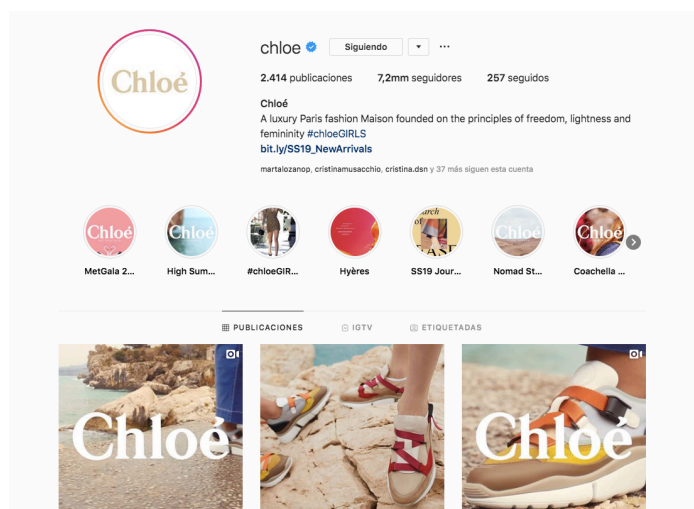 Chloé
chloe Siguiendo
2.414 publicaciones 7,2mm seguidores 257 seguidos
Chloé
A luxury Paris fashion Maison founded on the principles of freedom, lightness and
femininity #chloeGIRLS
bit.ly/SS19_NewArrivals
martalozanop, cristinamusacchio, cristina.dsn y 37 más siguen esta cuenta
Chloé Chloé arch of Chloé Chloé
MetGala 2... High Sum... #chloeGIR... Hyères SS19 Jour... Nomad St... Coachella ...
PUBLICACIONES IGTV ETIQUETADAS
Chloé Chloé